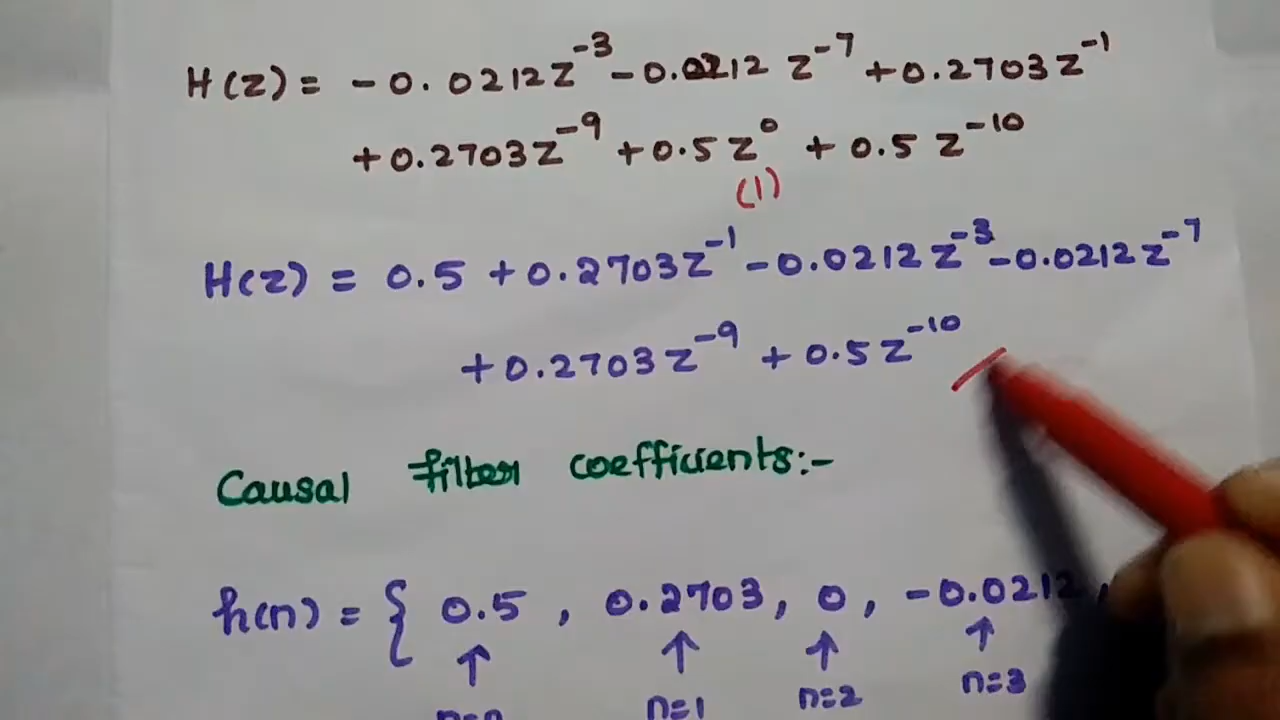 H(z) = -0.0212z⁻³ -0.0212 z⁻⁷ +0.2703z⁻¹
+0.2703z⁻⁹ +0.5z⁰ + 0.5 z⁻¹⁰
(1)
H(z) = 0.5 +0.2703z⁻¹ -0.0212z⁻³ -0.0212z⁻⁷
+0.2703z⁻⁹ + 0.5z⁻¹⁰
Causal filter coefficients:-
h(n) = { 0.5 , 0.2703, 0, -0.0212,
↑ ↑ ↑ ↑
n=0 n=1 n=2 n=3